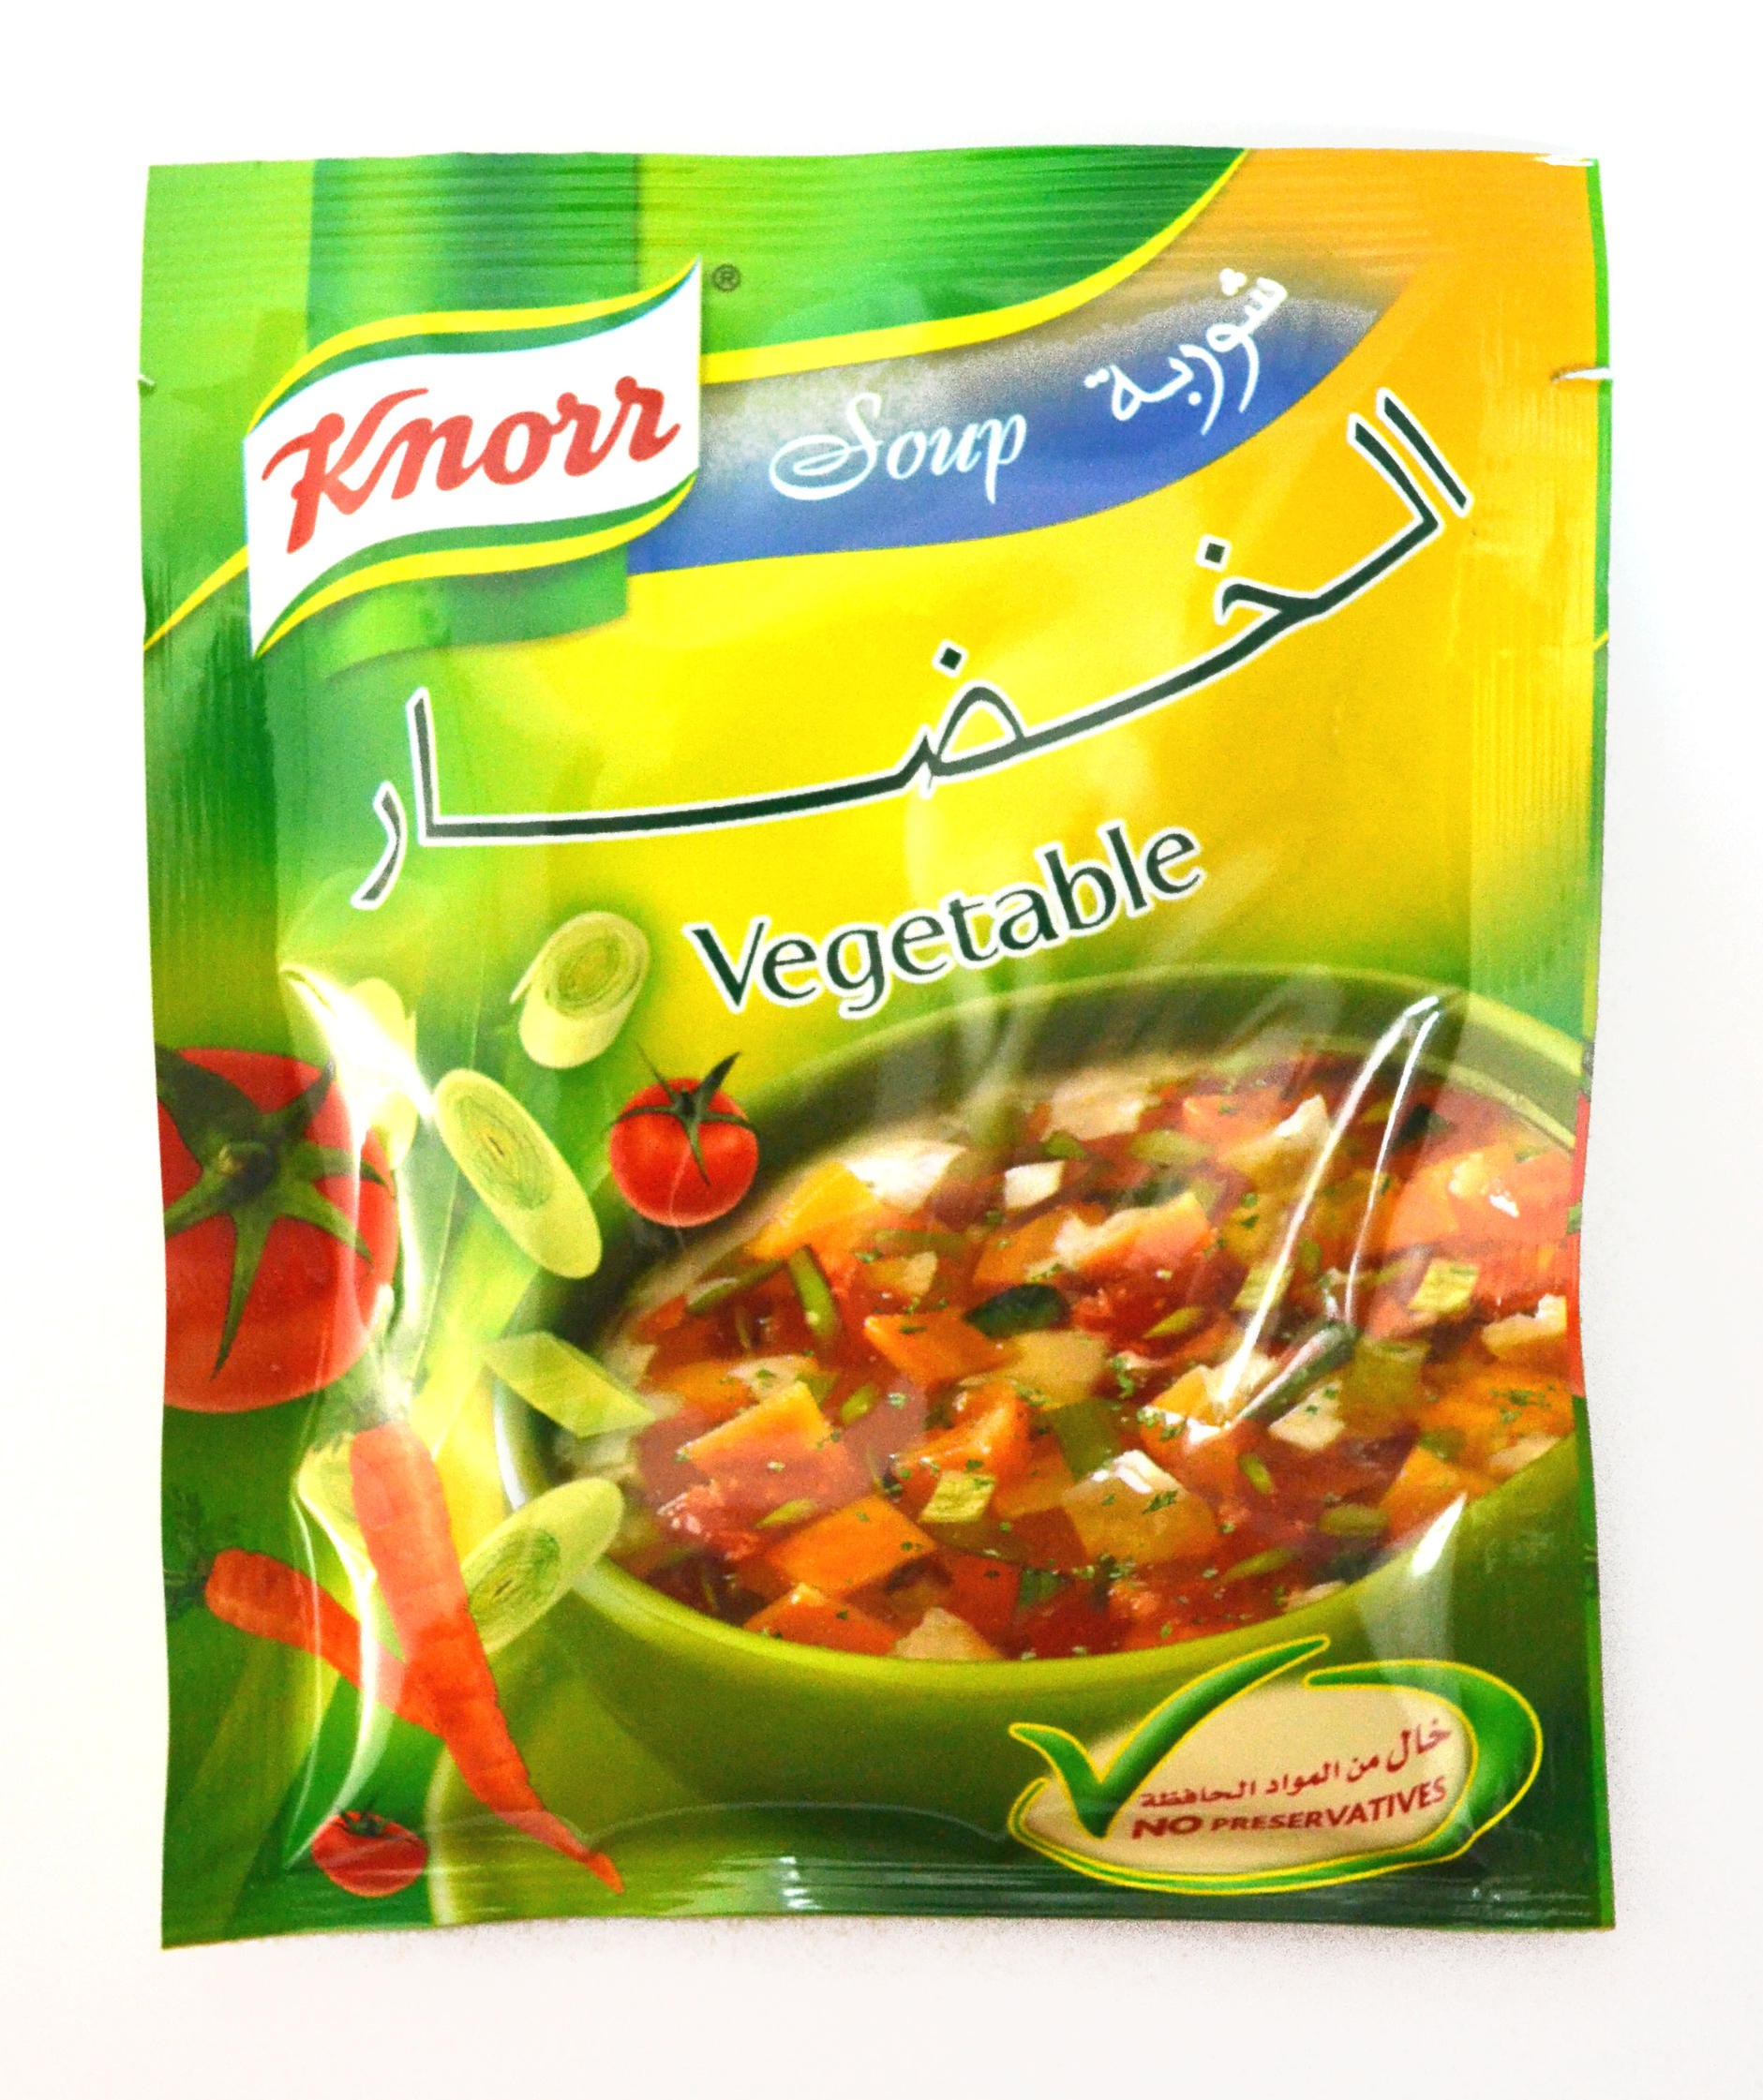 Knorr®
Soup شوربة
الخضار
Vegetable
خال من المواد الحافظة
NO PRESERVATIVES